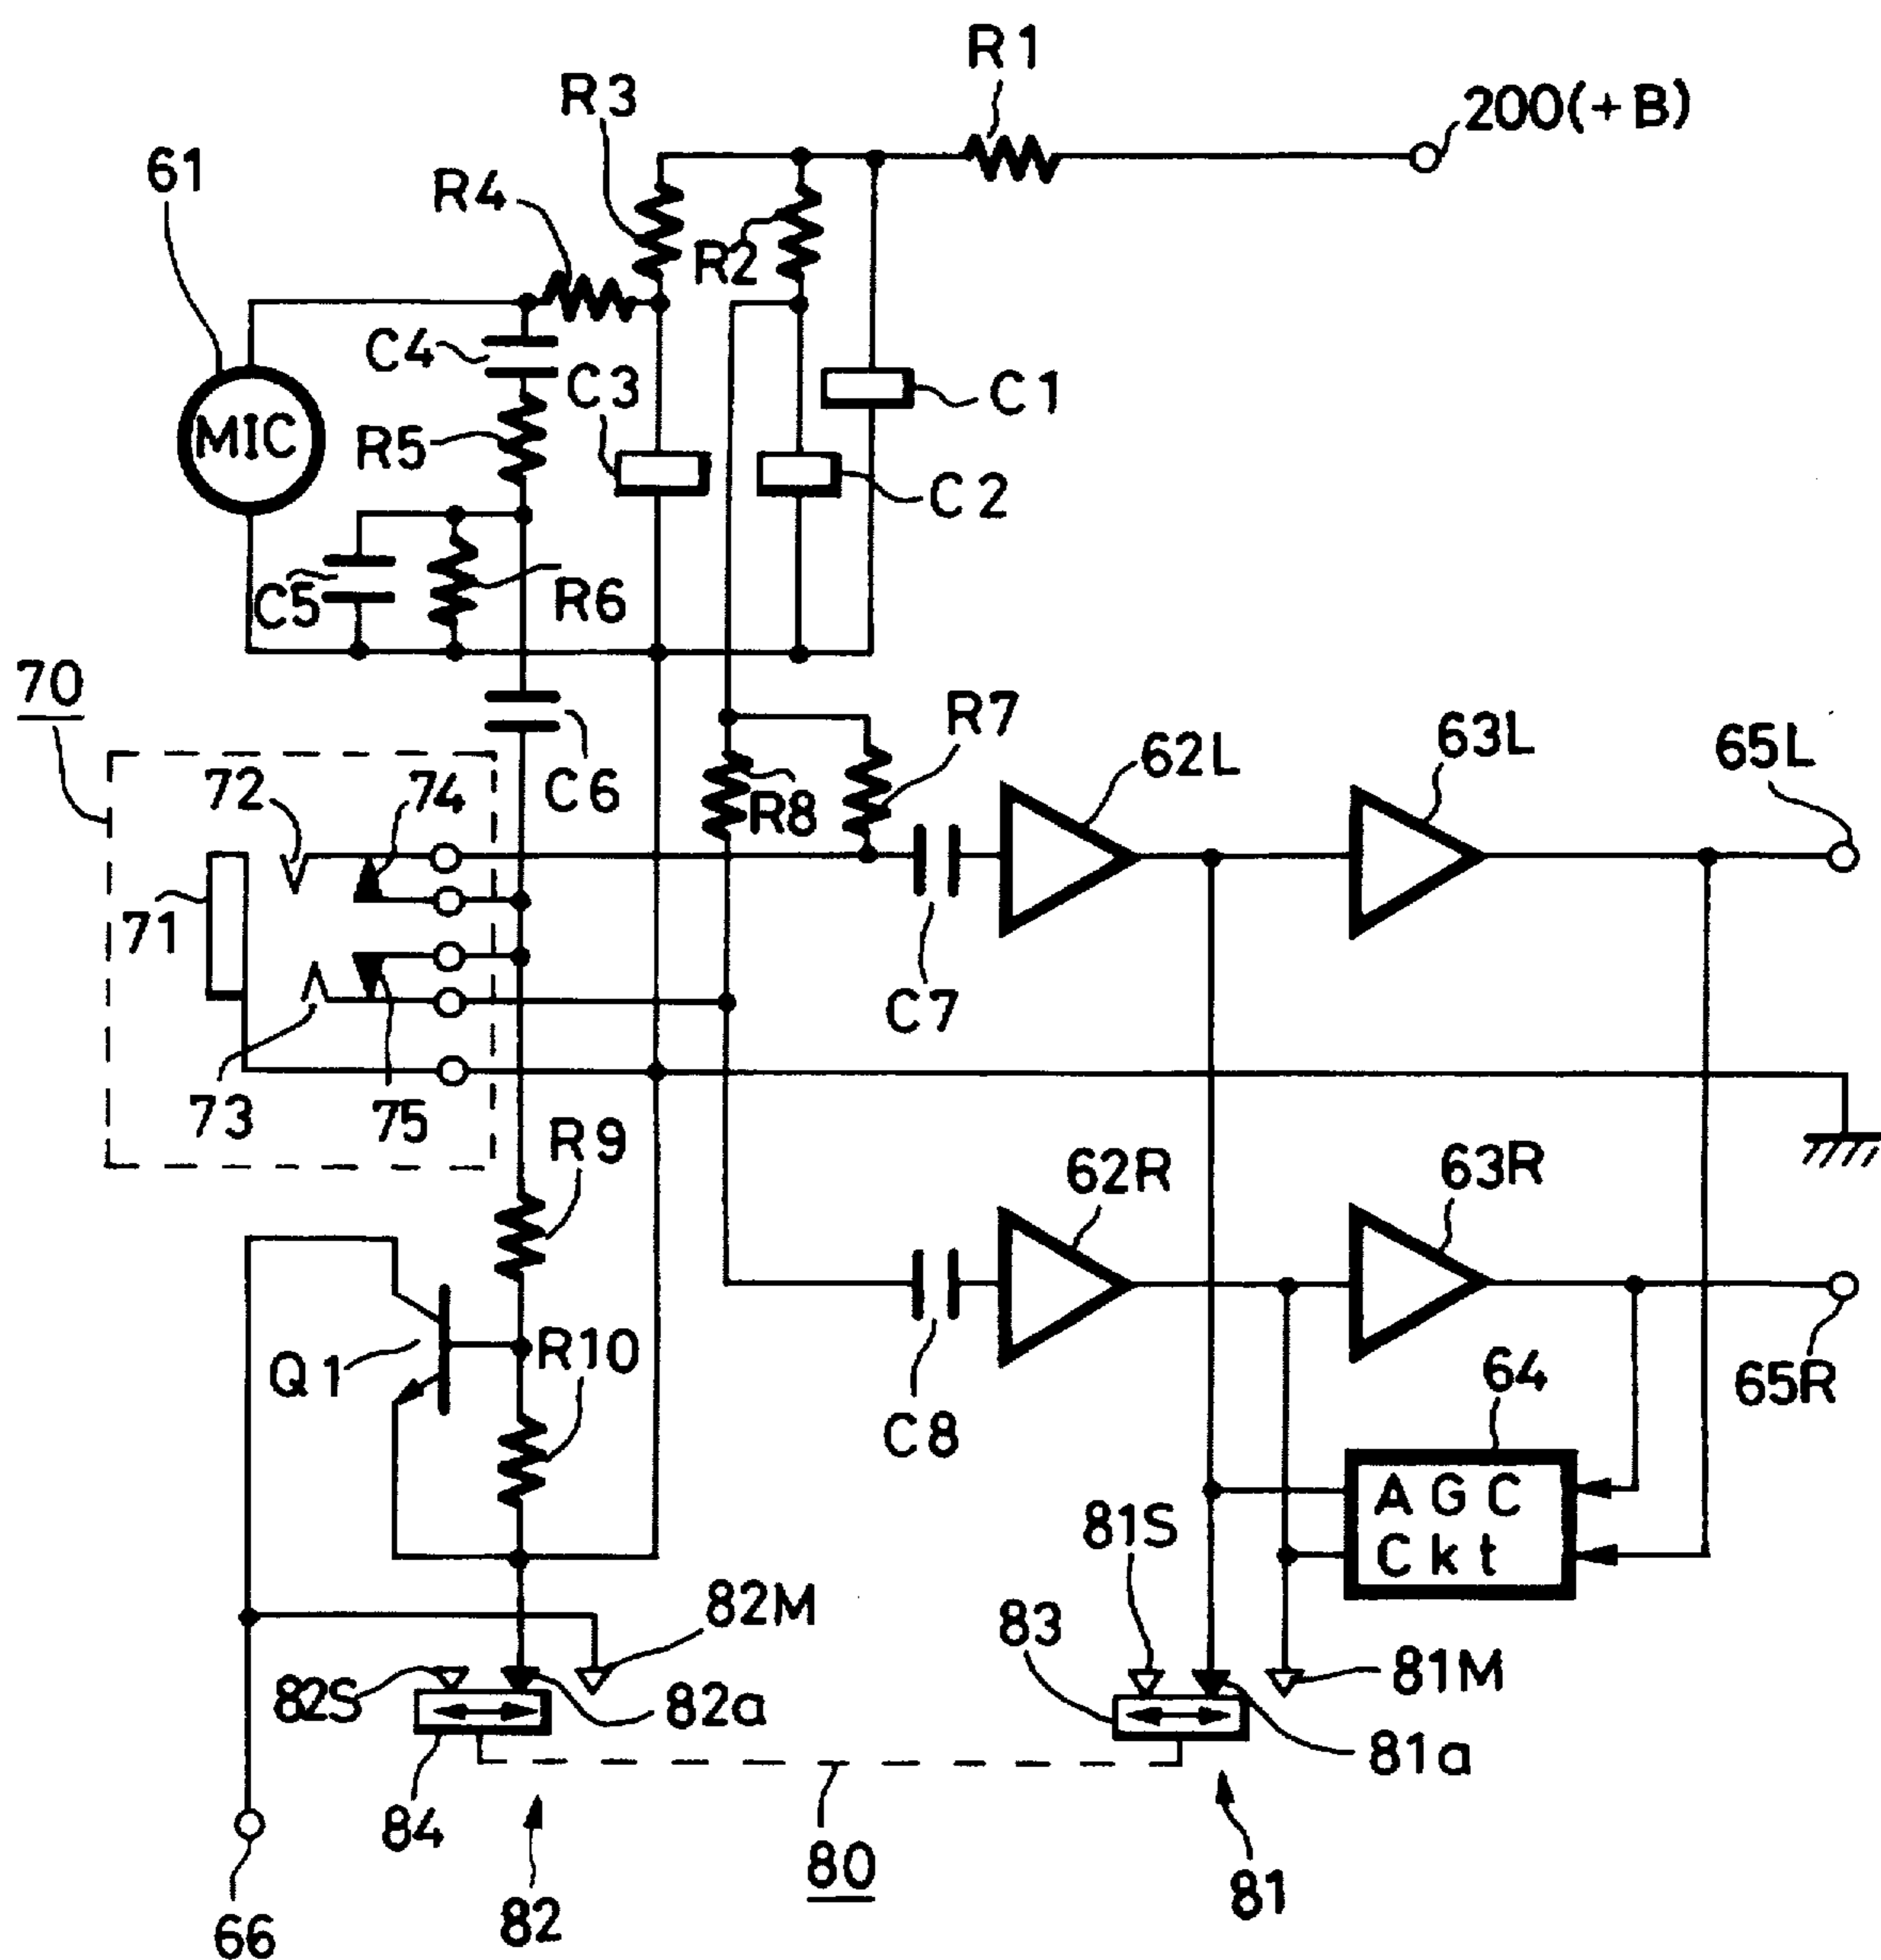 R1
R3
200(+B)
61
R4
R2
C4
C3
C1
MIC
R5
C2
C5
R6
70
R7
63L
65L
62L
72
74
C6
R8
71
C7
73
75
R9
62R
63R
Q1
R10
64
65R
C8
AGC
Ckt
81S
82M
83
81M
82S
82a
81a
84
80
81
66
82